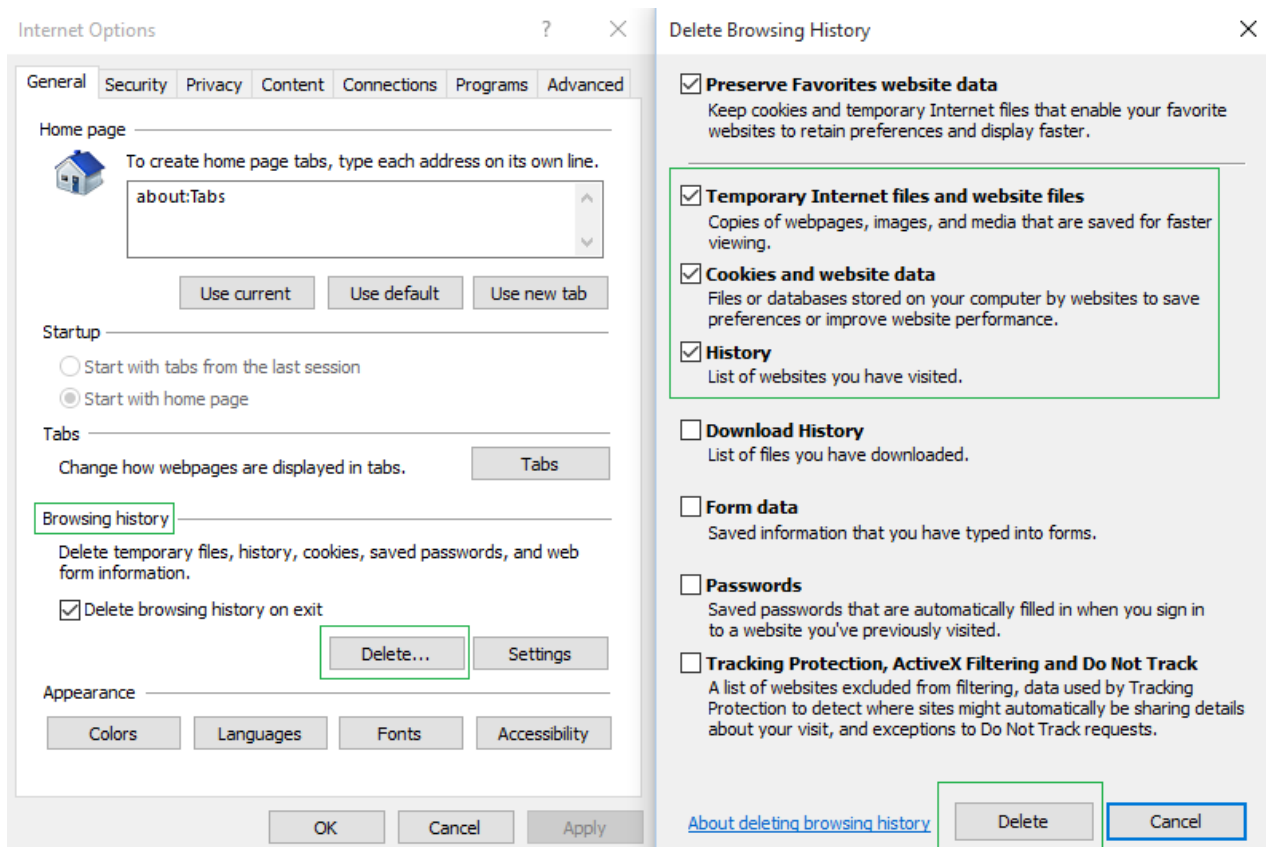 Internet Options
?
General Security Privacy Content Connections Programs Advanced
Home page
To create home page tabs, type each address on its own line.
about:Tabs
Use current Use default Use new tab
Startup
Start with tabs from the last session
Start with home page
Tabs
Change how webpages are displayed in tabs.
Tabs
Browsing history
Delete temporary files, history, cookies, saved passwords, and web
form information.
Delete browsing history on exit
Delete... Settings
Appearance
Colors Languages Fonts Accessibility
OK Cancel Apply
Delete Browsing History
Preserve Favorites website data
Keep cookies and temporary Internet files that enable your favorite
websites to retain preferences and display faster.
Temporary Internet files and website files
Copies of webpages, images, and media that are saved for faster
viewing.
Cookies and website data
Files or databases stored on your computer by websites to save
preferences or improve website performance.
History
List of websites you have visited.
Download History
List of files you have downloaded.
Form data
Saved information that you have typed into forms.
Passwords
Saved passwords that are automatically filled in when you sign in
to a website you've previously visited.
Tracking Protection, ActiveX Filtering and Do Not Track
A list of websites excluded from filtering, data used by Tracking
Protection to detect where sites might automatically be sharing details
about your visit, and exceptions to Do Not Track requests.
About deleting browsing history Delete Cancel